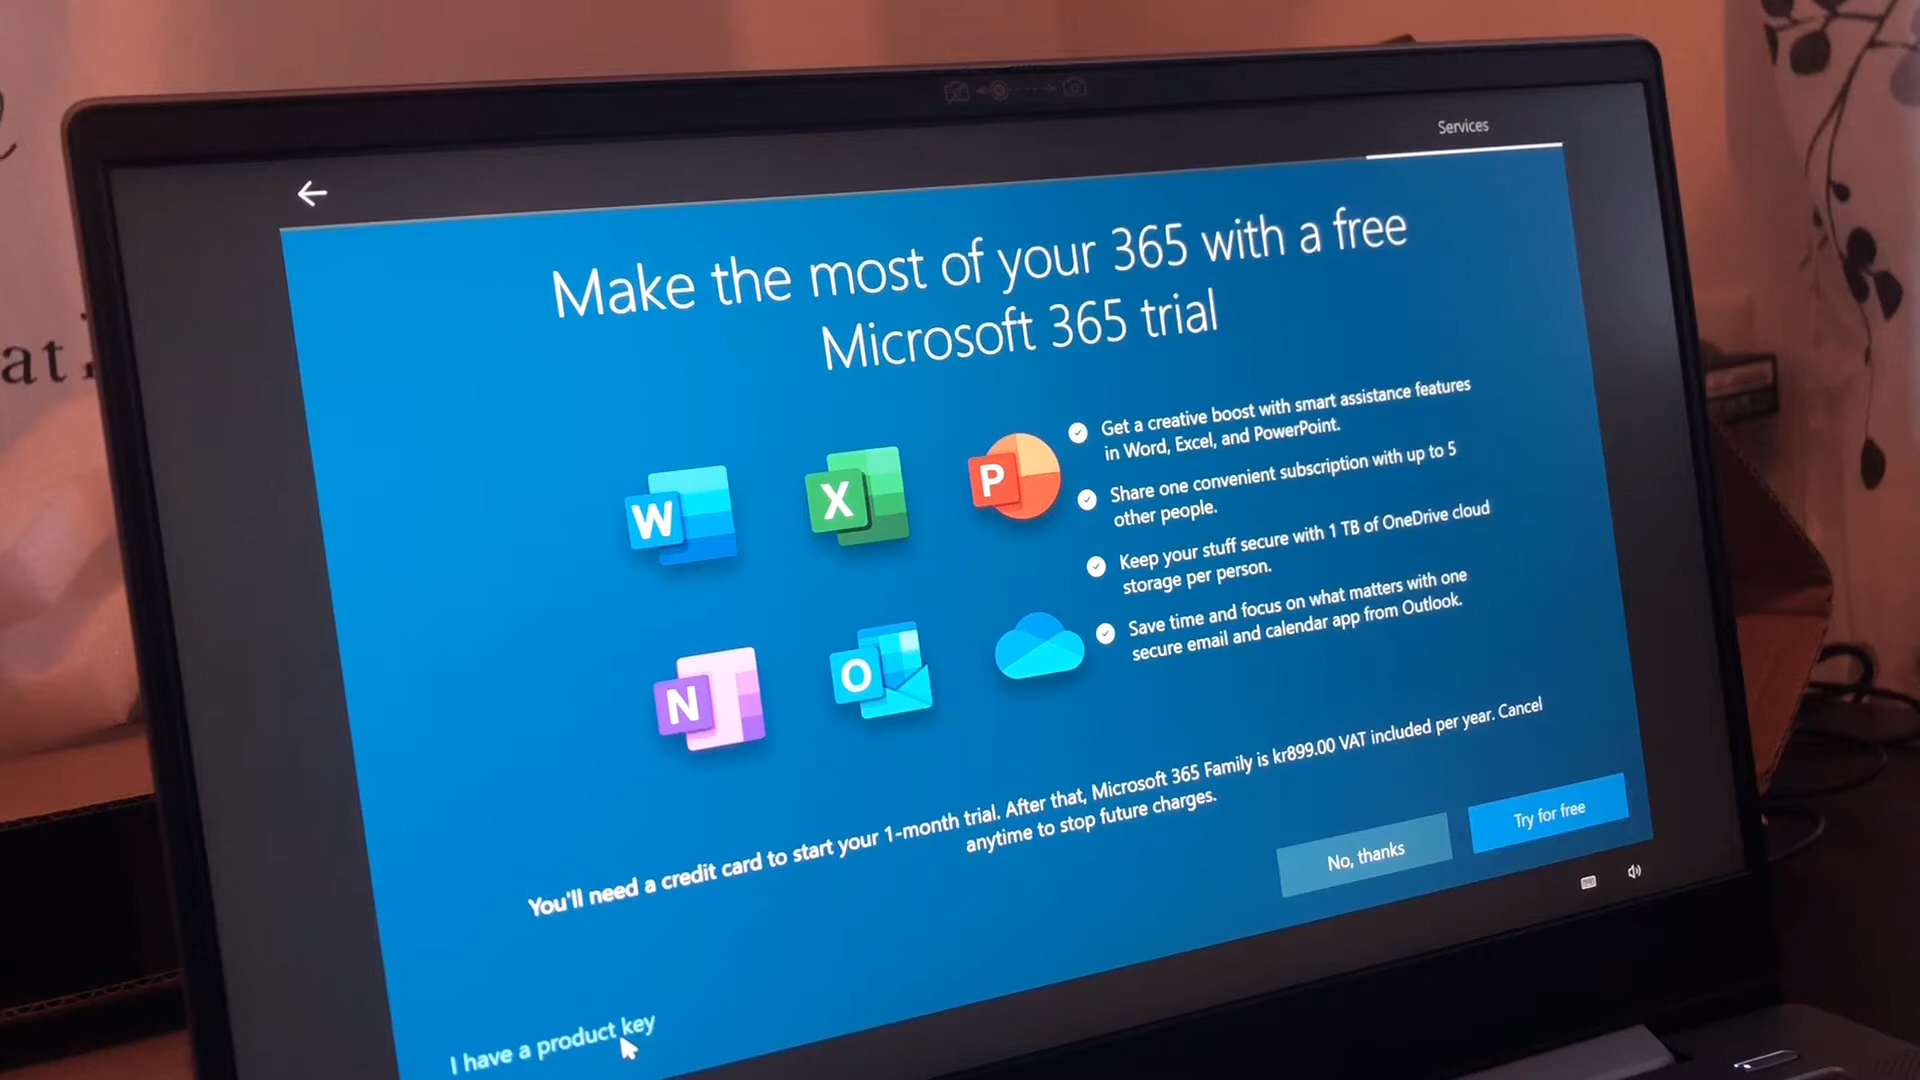 Services
Make the most of your 365 with a free
Microsoft 365 trial
Get a creative boost with smart assistance features
in Word, Excel, and PowerPoint.
Share one convenient subscription with up to 5
other people.
Keep your stuff secure with 1 TB of OneDrive cloud
storage per person.
Save time and focus on what matters with one
secure email and calendar app from Outlook.
W
X
P
N
O
You'll need a credit card to start your 1-month trial. After that, Microsoft 365 Family is kr899.00 VAT included per year. Cancel
anytime to stop future charges.
No, thanks
Try for free
I have a product key
at